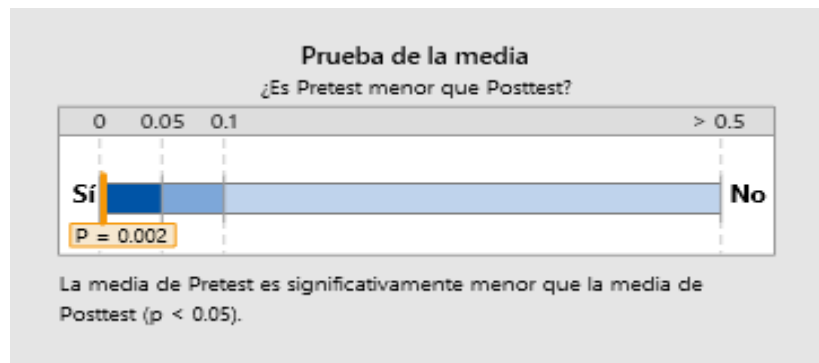 Prueba de la media
¿Es Pretest menor que Posttest?
0 0.05 0.1 > 0.5
Sí No
P = 0.002
La media de Pretest es significativamente menor que la media de
Posttest (p < 0.05).